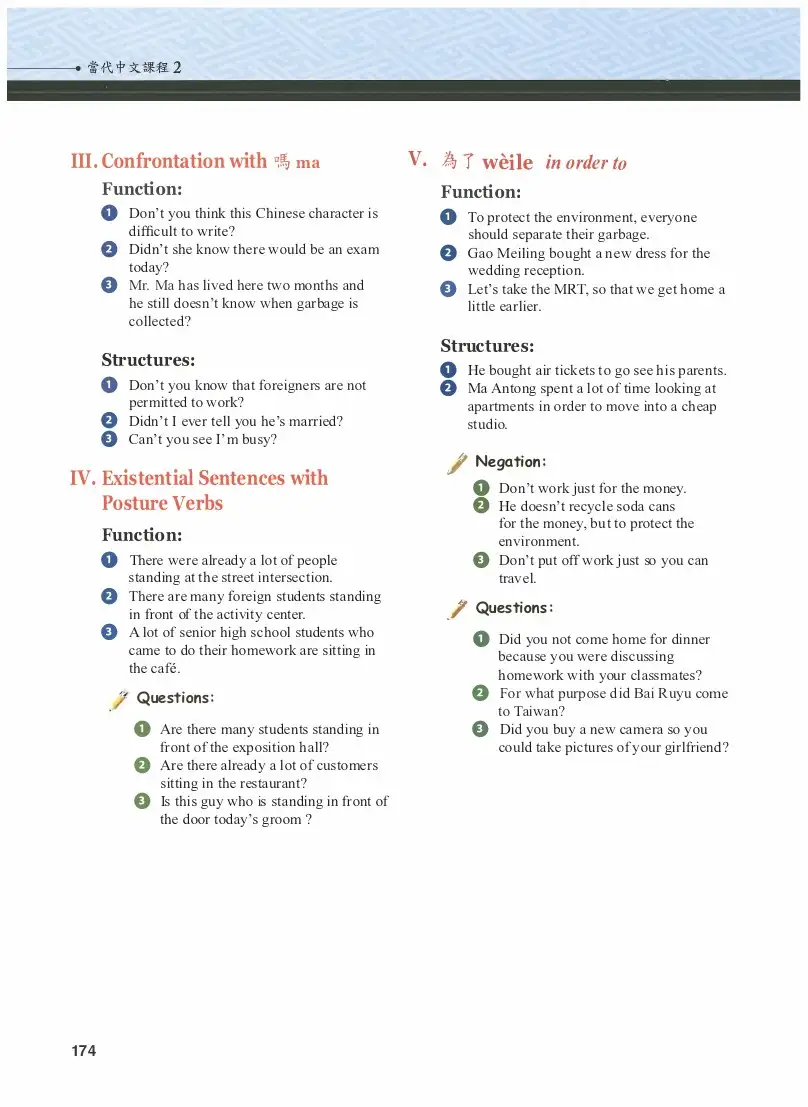 當代中文課程 2
III. Confrontation with 嗎 ma
Function:
1 Don't you think this Chinese character is
difficult to write?
2 Didn't she know there would be an exam
today?
3 Mr. Ma has lived here two months and
he still doesn't know when garbage is
collected?
Structures:
1 Don't you know that foreigners are not
permitted to work?
2 Didn't I ever tell you he's married?
3 Can't you see I'm busy?
IV. Existential Sentences with
Posture Verbs
Function:
1 There were already a lot of people
standing at the street intersection.
2 There are many foreign students standing
in front of the activity center.
3 A lot of senior high school students who
came to do their homework are sitting in
the café.
Questions:
1 Are there many students standing in
front of the exposition hall?
2 Are there already a lot of customers
sitting in the restaurant?
3 Is this guy who is standing in front of
the door today's groom ?
V. 為了 wèile in order to
Function:
1 To protect the environment, everyone
should separate their garbage.
2 Gao Meiling bought a new dress for the
wedding reception.
3 Let's take the MRT, so that we get home a
little earlier.
Structures:
1 He bought air tickets to go see his parents.
2 Ma Antong spent a lot of time looking at
apartments in order to move into a cheap
studio.
Negation:
1 Don't work just for the money.
2 He doesn't recycle soda cans
for the money, but to protect the
environment.
3 Don't put off work just so you can
travel.
Questions:
1 Did you not come home for dinner
because you were discussing
homework with your classmates?
2 For what purpose did Bai Ruyu come
to Taiwan?
3 Did you buy a new camera so you
could take pictures of your girlfriend?
174